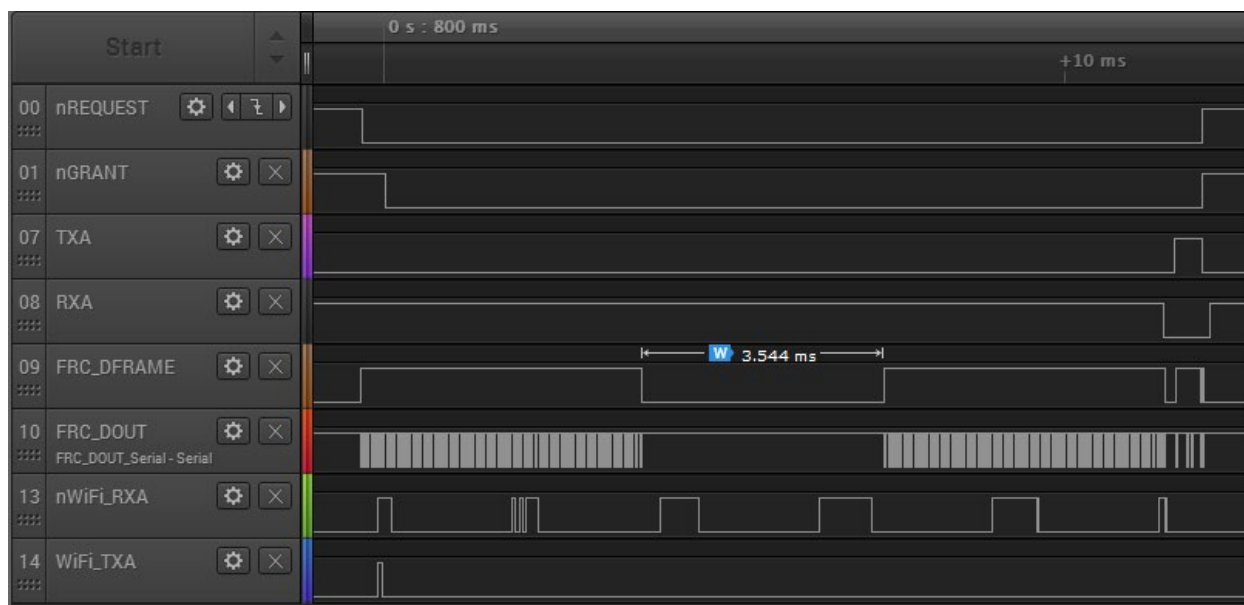 Start
0 s : 800 ms
+10 ms
00 nREQUEST
01 nGRANT
07 TXA
08 RXA
09 FRC_DFRAME
W 3.544 ms
10 FRC_DOUT
FRC_DOUT_Serial - Serial
13 nWiFi_RXA
14 WiFi_TXA